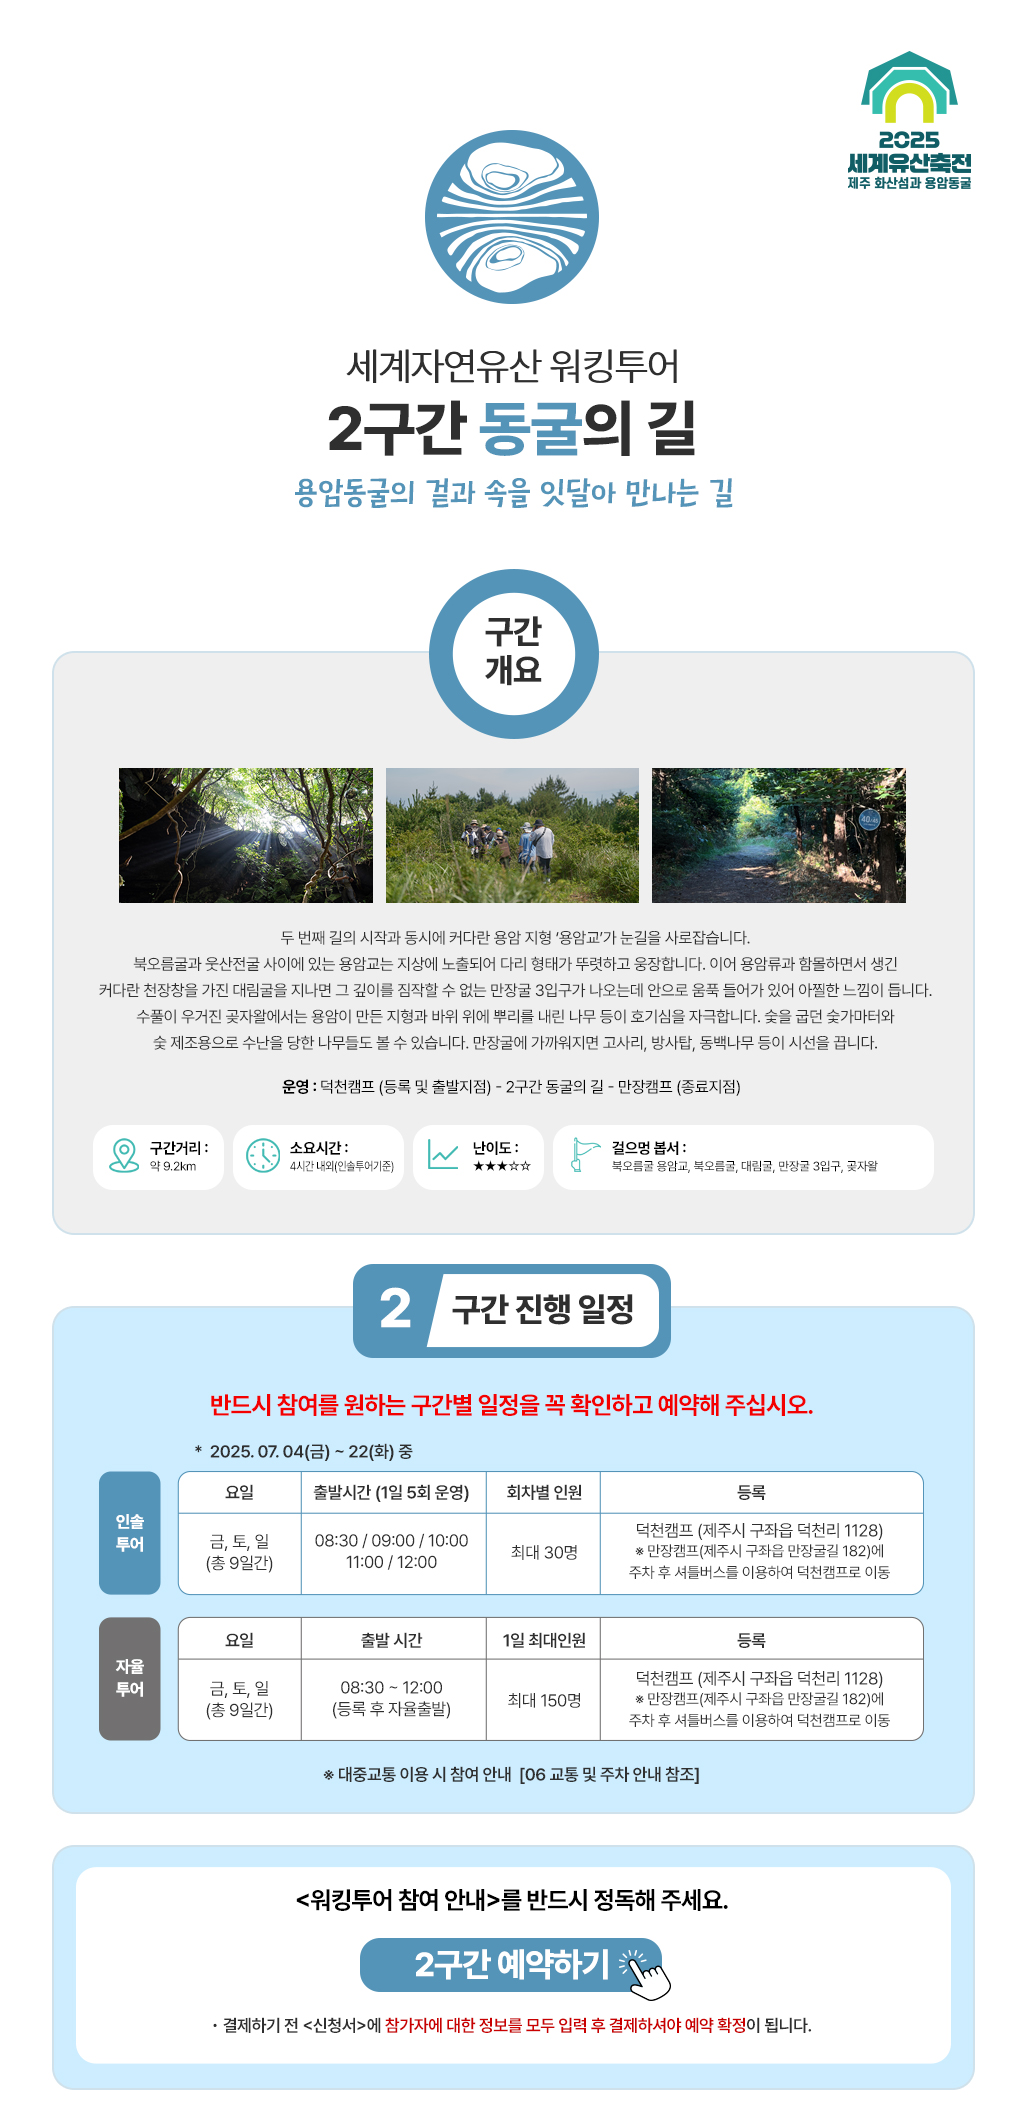 2025
세계유산축전
제주 화산섬과 용암동굴
세계자연유산 워킹투어
2구간 동굴의 길
용암동굴의 겉과 속을 잇달아 만나는 길
구간
개요
40
두 번째 길의 시작과 동시에 커다란 용암 지형 ‘용암교’가 눈길을 사로잡습니다.
북오름굴과 웃산전굴 사이에 있는 용암교는 지상에 노출되어 다리 형태가 뚜렷하고 웅장합니다. 이어 용암류과 함몰하면서 생긴
커다란 천장창을 가진 대림굴을 지나면 그 깊이를 짐작할 수 없는 만장굴 3입구가 나오는데 안으로 움푹 들어가 있어 아찔한 느낌이 듭니다.
수풀이 우거진 곶자왈에서는 용암이 만든 지형과 바위 위에 뿌리를 내린 나무 등이 호기심을 자극합니다. 숯을 굽던 숯가마터와
숯 제조용으로 수난을 당한 나무들도 볼 수 있습니다. 만장굴에 가까워지면 고사리, 방사탑, 동백나무 등이 시선을 끕니다.
운영 : 덕천캠프 (등록 및 출발지점) - 2구간 동굴의 길 - 만장캠프 (종료지점)
구간거리 :
약 9.2km
소요시간 :
4시간 내외(인솔투어기준)
난이도 :
★★★☆☆
걸으멍 봅서 :
북오름굴 용암교, 북오름굴, 대림굴, 만장굴 3입구, 곶자왈
2 구간 진행 일정
반드시 참여를 원하는 구간별 일정을 꼭 확인하고 예약해 주십시오.
* 2025. 07. 04(금) ~ 22(화) 중
인솔
투어
요일 출발시간 (1일 5회 운영) 회차별 인원 등록
금, 토, 일
(총 9일간)
08:30 / 09:00 / 10:00
11:00 / 12:00
최대 30명
덕천캠프 (제주시 구좌읍 덕천리 1128)
※ 만장캠프(제주시 구좌읍 만장굴길 182)에
주차 후 셔틀버스를 이용하여 덕천캠프로 이동
자율
투어
요일 출발 시간 1일 최대인원 등록
금, 토, 일
(총 9일간)
08:30 ~ 12:00
(등록 후 자율출발)
최대 150명
덕천캠프 (제주시 구좌읍 덕천리 1128)
※ 만장캠프(제주시 구좌읍 만장굴길 182)에
주차 후 셔틀버스를 이용하여 덕천캠프로 이동
※ 대중교통 이용 시 참여 안내 [06 교통 및 주차 안내 참조]
<워킹투어 참여 안내>를 반드시 정독해 주세요.
2구간 예약하기
· 결제하기 전 <신청서>에 참가자에 대한 정보를 모두 입력 후 결제하셔야 예약 확정이 됩니다.